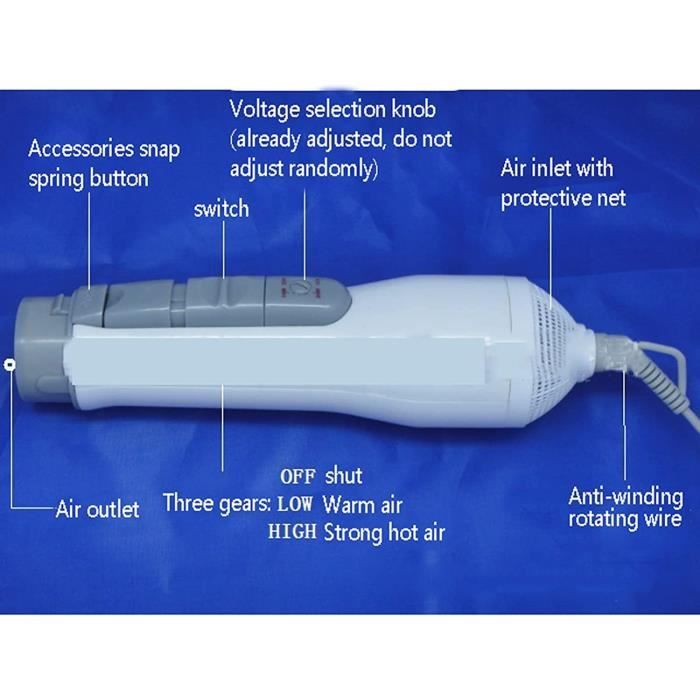 Voltage selection knob
(already adjusted, do not
adjust randomly)
Accessories snap
spring button
switch
Air inlet with
protective net
Air outlet
Three gears: OFF shut
LOW Warm air
HIGH Strong hot air
Anti-winding
rotating wire